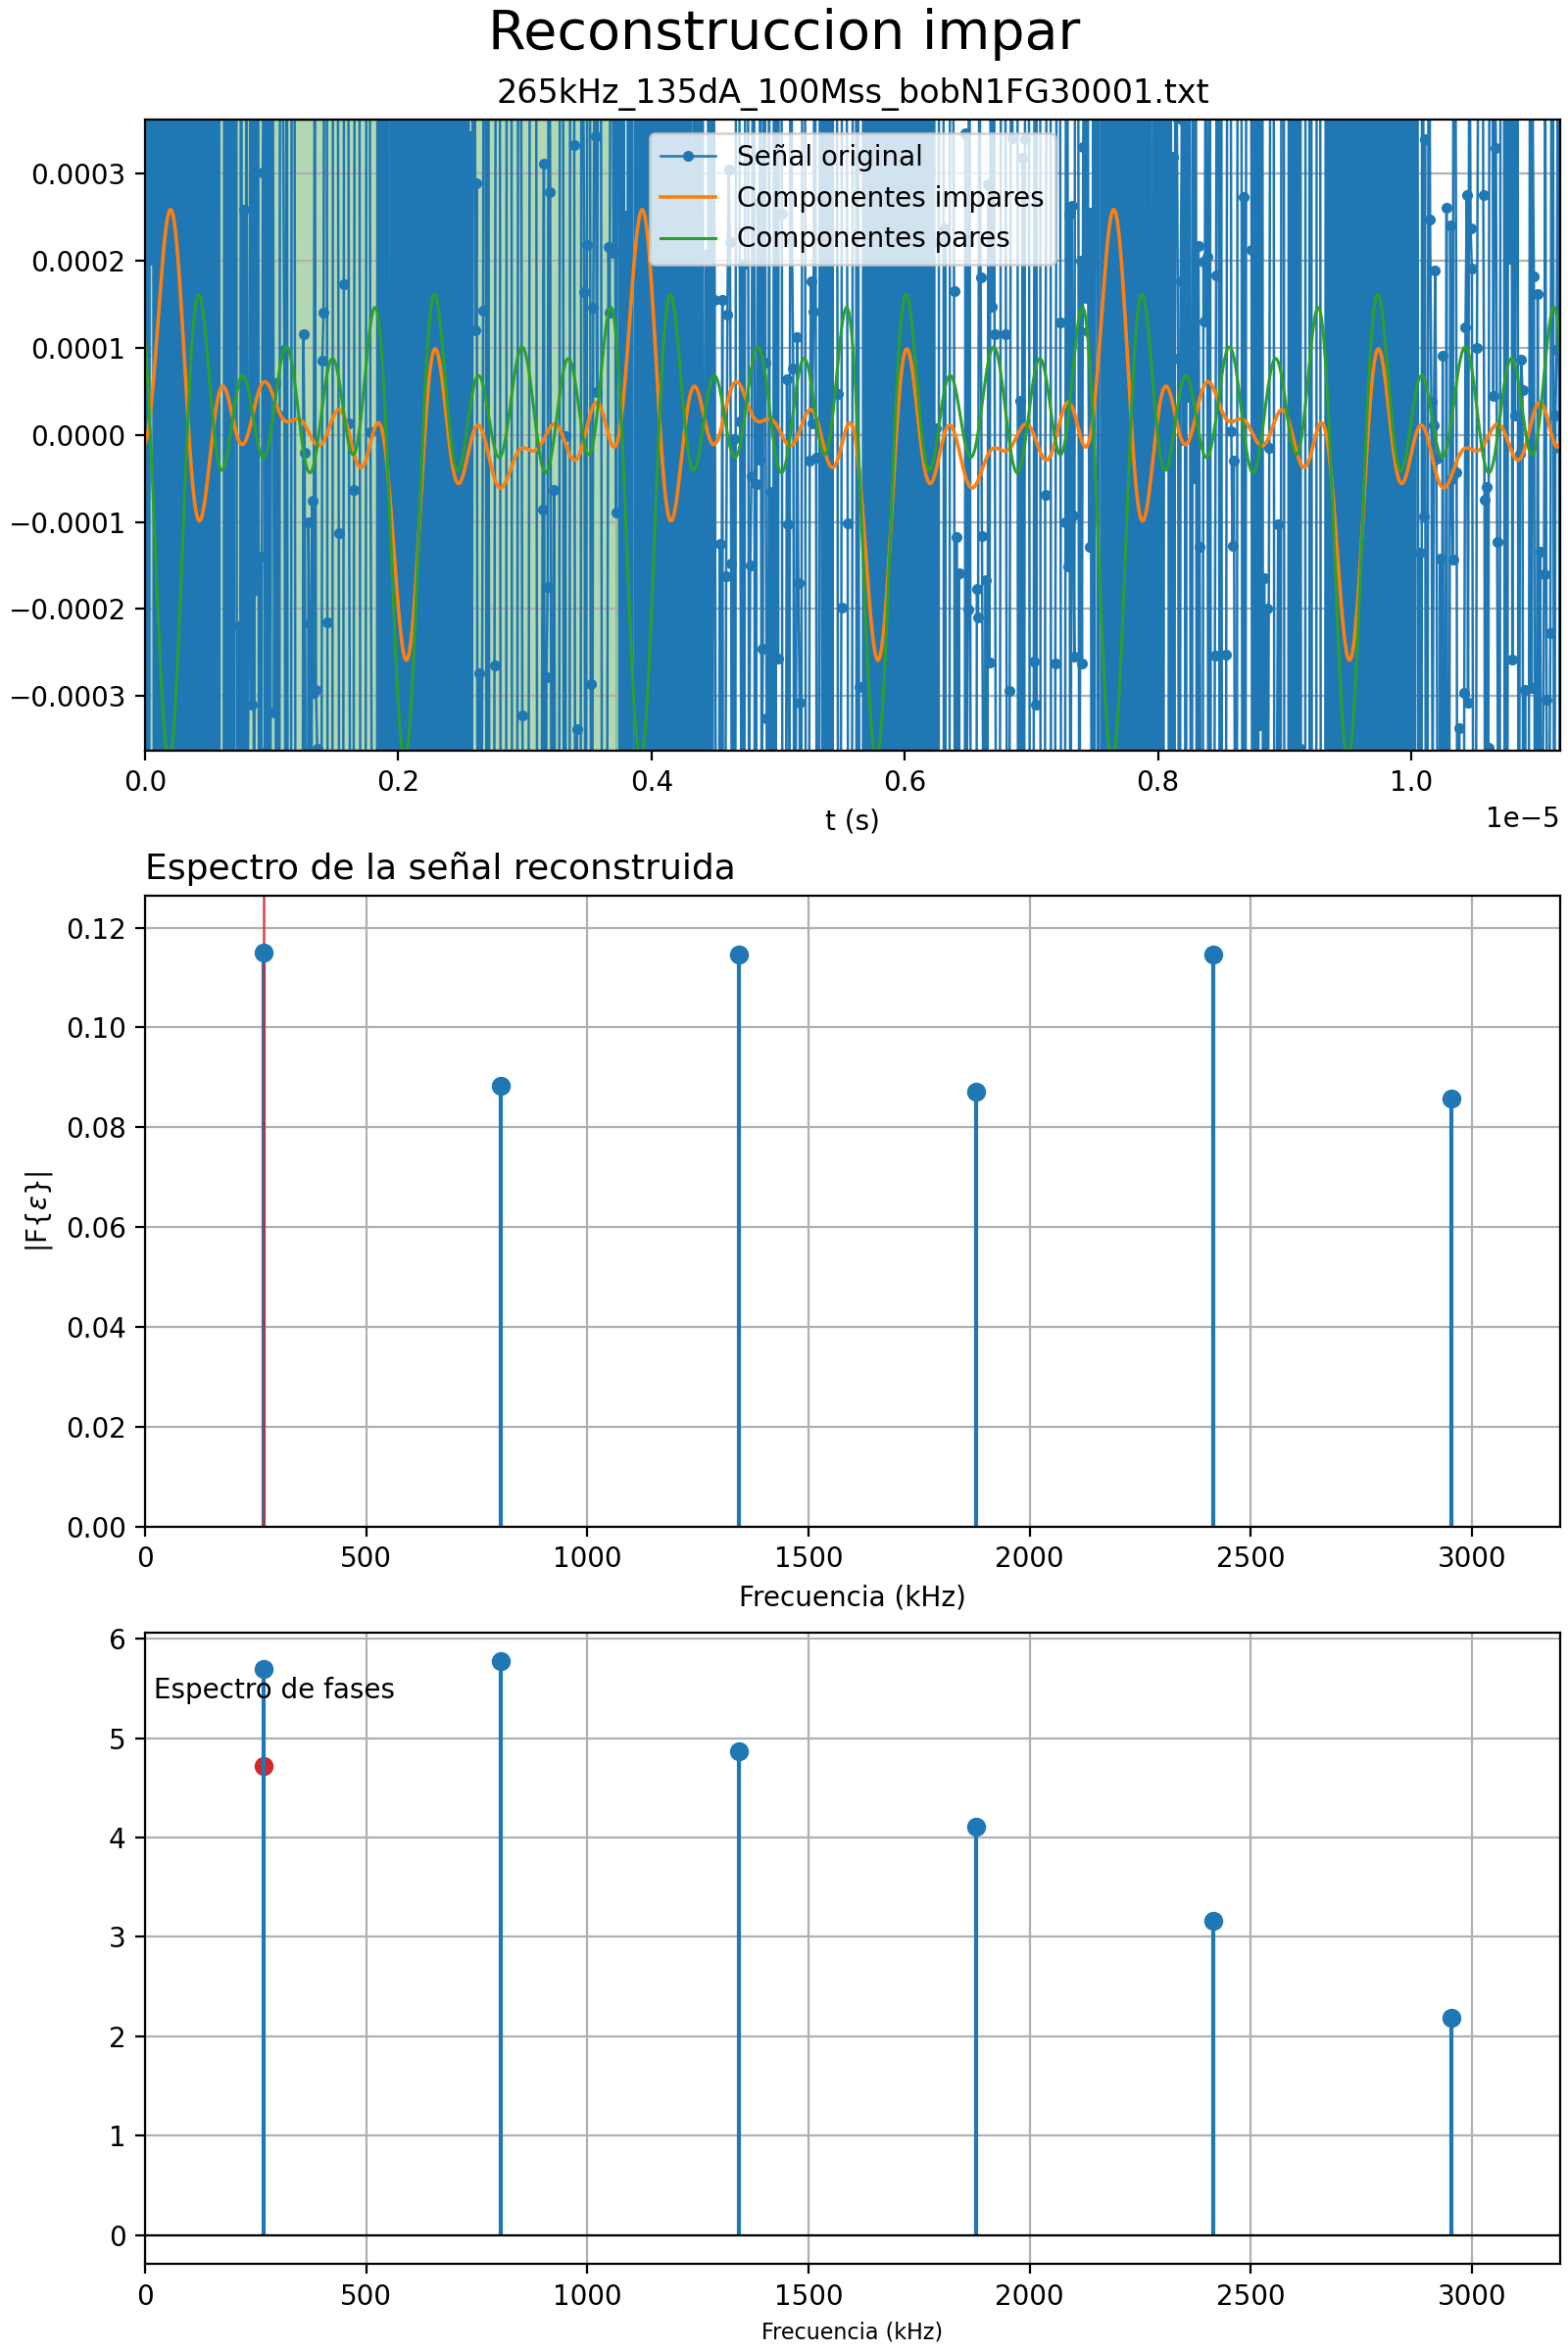 Reconstruccion impar
265kHz_135dA_100Mss_bobN1FG30001.txt
Señal original
Componentes impares
Componentes pares
0.0003
0.0002
0.0001
0.0000
−0.0001
−0.0002
−0.0003
0.0 0.2 0.4 0.6 0.8 1.0
1e−5
t (s)
Espectro de la señal reconstruida
0.12
0.10
0.08
0.06
0.04
0.02
0.00
|F{ε}|
0 500 1000 1500 2000 2500 3000
Frecuencia (kHz)
Espectro de fases
6
5
4
3
2
1
0
0 500 1000 1500 2000 2500 3000
Frecuencia (kHz)